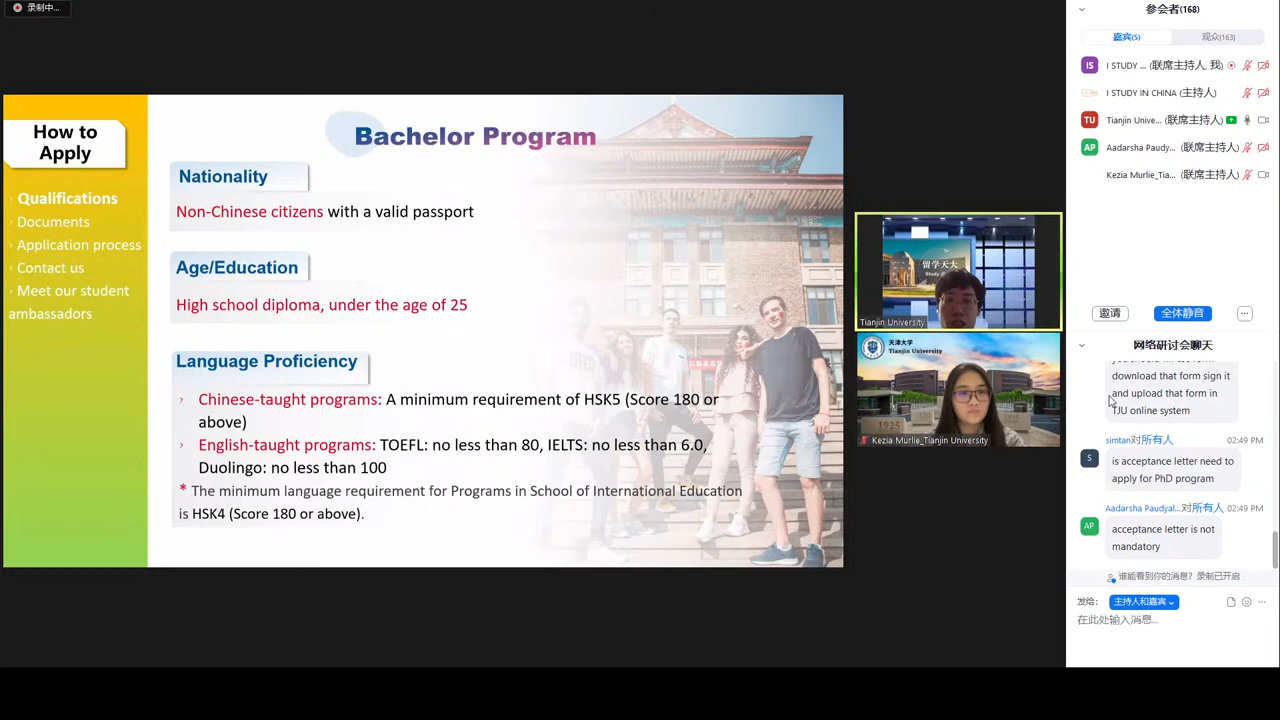 录制中...
How to
Apply
Qualifications
Documents
Application process
Contact us
Meet our student
ambassadors
Bachelor Program
Nationality
Non-Chinese citizens with a valid passport
Age/Education
High school diploma, under the age of 25
Language Proficiency
Chinese-taught programs: A minimum requirement of HSK5 (Score 180 or
above)
English-taught programs: TOEFL: no less than 80, IELTS: no less than 6.0,
Duolingo: no less than 100
* The minimum language requirement for Programs in School of International Education
is HSK4 (Score 180 or above).
留学天大
Tianjin University
天津大学
Tianjin University
1925
Kezia Murlie_Tianjin University
参会者(168)
嘉宾(5)
观众(163)
IS
I STUDY ... (联席主持人, 我)
I STUDY IN CHINA (主持人)
TU
Tianjin Unive... (联席主持人)
AP
Aadarsha Paudy... (联席主持人)
Kezia Murlie_Tia... (联席主持人)
邀请
全体静音
...
网络研讨会聊天
download that form sign it
and upload that form in
TJU online system
simtan对所有人 02:49 PM
S
is acceptance letter need to
apply for PhD program
Aadarsha Paudyal...对所有人 02:49 PM
AP
acceptance letter is not
mandatory
谁能看到你的消息? 录制已开启
发给: 主持人和嘉宾
在此处输入消息...